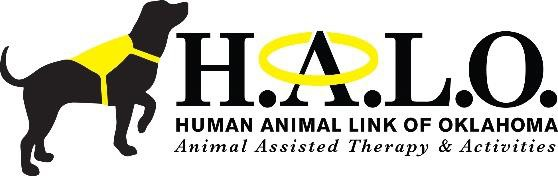 H.A.L.O.
HUMAN ANIMAL LINK OF OKLAHOMA
Animal Assisted Therapy & Activities